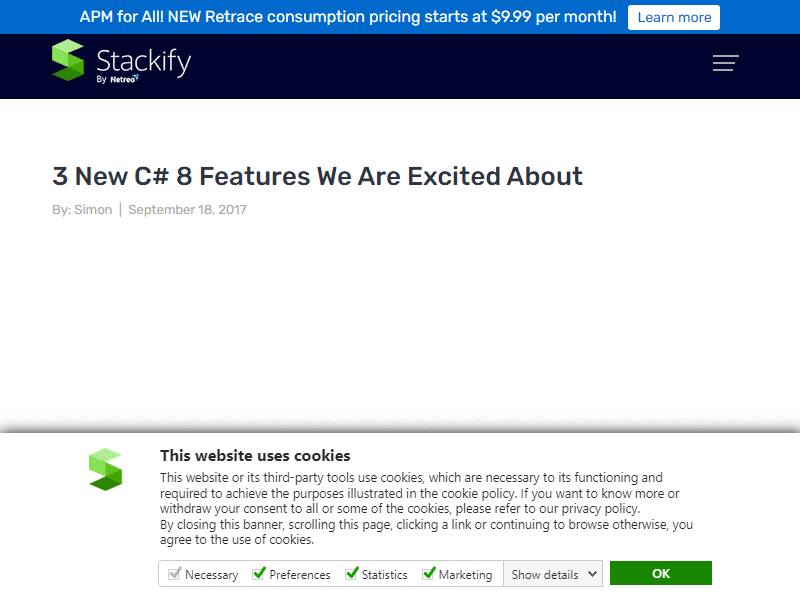 APM for All! NEW Retrace consumption pricing starts at $9.99 per month! Learn more
Stackify
By Netreo
3 New C# 8 Features We Are Excited About
By: Simon | September 18, 2017
This website uses cookies
This website or its third-party tools use cookies, which are necessary to its functioning and
required to achieve the purposes illustrated in the cookie policy. If you want to know more or
withdraw your consent to all or some of the cookies, please refer to our privacy policy.
By closing this banner, scrolling this page, clicking a link or continuing to browse otherwise, you
agree to the use of cookies.
Necessary Preferences Statistics Marketing Show details OK